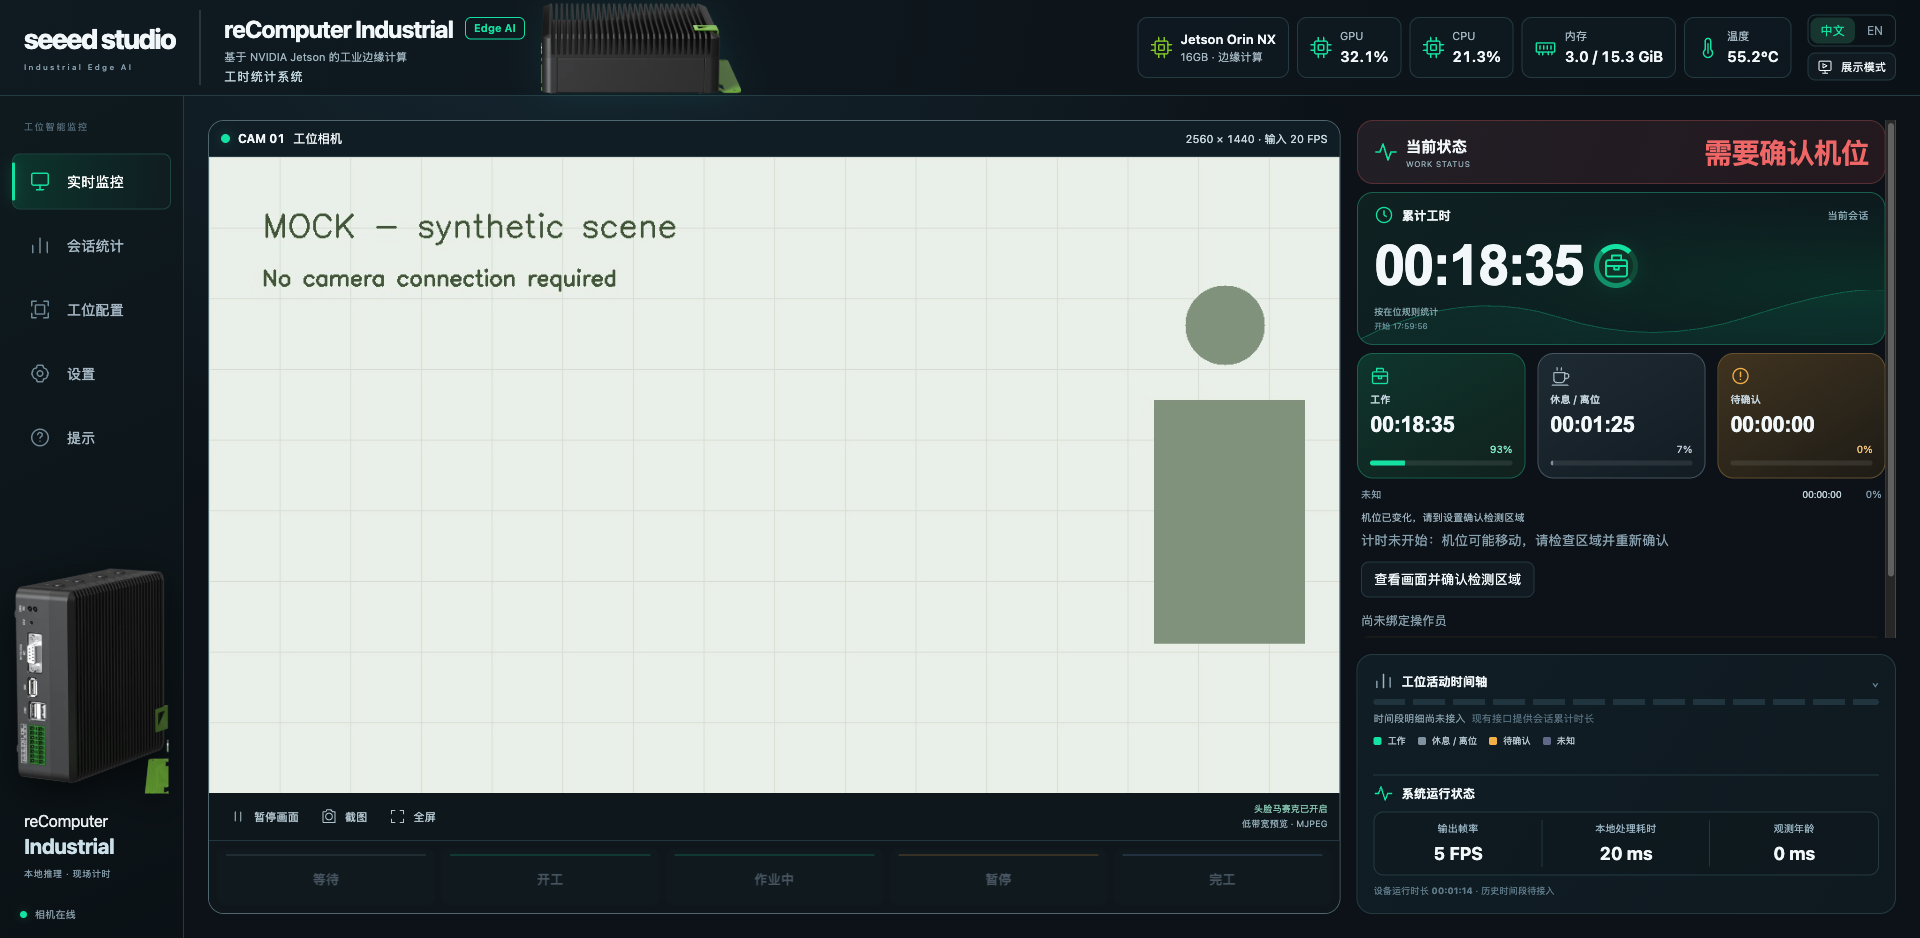 seeed studio
Industrial Edge AI
reComputer Industrial
Edge AI
基于 NVIDIA Jetson 的工业边缘计算
工时统计系统
Jetson Orin NX
16GB · 边缘计算
GPU
32.1%
CPU
21.3%
内存
3.0 / 15.3 GiB
温度
55.2°C
中文
EN
展示模式
工位智能监控
实时监控
会话统计
工位配置
设置
提示
reComputer
Industrial
本地推理 · 现场计时
相机在线
CAM 01 工位相机
2560 × 1440 · 输入 20 FPS
MOCK – synthetic scene
No camera connection required
暂停画面
截图
全屏
头脸马赛克已开启
低带宽预览 · MJPEG
等待
开工
作业中
暂停
完工
当前状态
WORK STATUS
需要确认机位
累计工时
当前会话
00:18:35
按在位规则统计
开始 17:59:56
工作
00:18:35
93%
休息 / 离位
00:01:25
7%
待确认
00:00:00
0%
未知
00:00:00
0%
机位已变化，请到设置确认检测区域
计时未开始：机位可能移动，请检查区域并重新确认
查看画面并确认检测区域
尚未绑定操作员
工位活动时间轴
时间段明细尚未接入 现有接口提供会话累计时长
工作
休息 / 离位
待确认
未知
系统运行状态
输出帧率
5 FPS
本地处理耗时
20 ms
观测年龄
0 ms
设备运行时长 00:01:14 · 历史时间段待接入